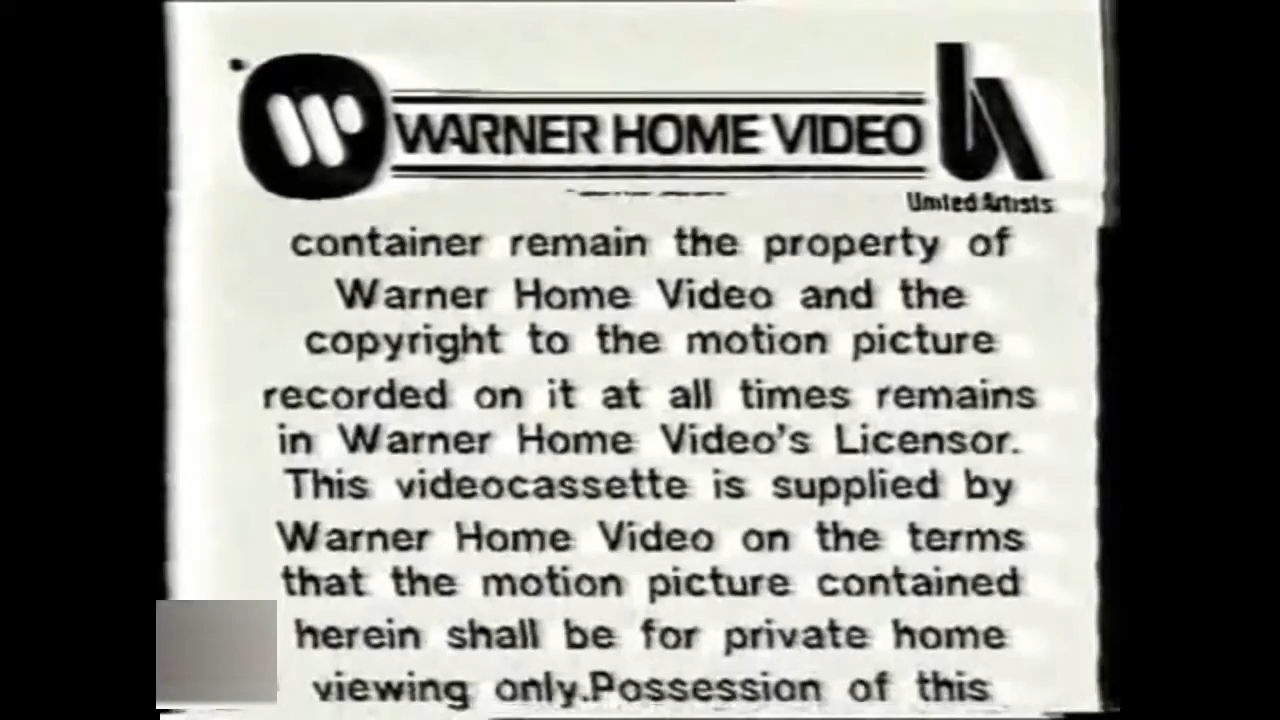 WARNER HOME VIDEO
United Artists
container remain the property of
Warner Home Video and the
copyright to the motion picture
recorded on it at all times remains
in Warner Home Video's Licensor.
This videocassette is supplied by
Warner Home Video on the terms
that the motion picture contained
herein shall be for private home
viewing only.Possession of this